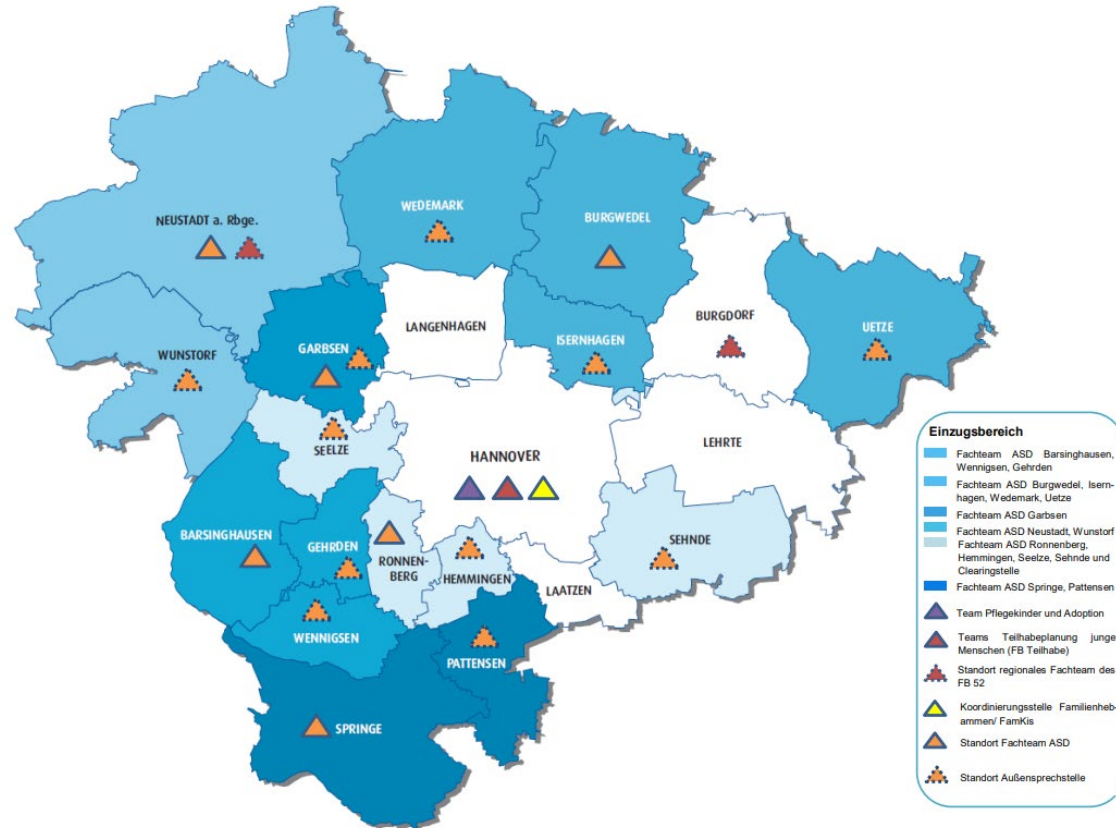 NEUSTADT a. Rbge.
WEDEMARK
BURGWEDEL
LANGENHAGEN
BURGDORF
ISERNHAGEN
UETZE
WUNSTORF
GARBSEN
SEELZE
LEHRTE
HANNOVER
BARSINGHAUSEN
GEHRDEN
RONNEN-
BERG
HEMMINGEN
SEHNDE
LAATZEN
WENNIGSEN
PATTENSEN
SPRINGE
Einzugsbereich
Fachteam ASD Barsinghausen,
Wennigsen, Gehrden
Fachteam ASD Burgwedel, Isern-
hagen, Wedemark, Uetze
Fachteam ASD Garbsen
Fachteam ASD Neustadt, Wunstorf
Fachteam ASD Ronnenberg,
Hemmingen, Seelze, Sehnde und
Clearingstelle
Fachteam ASD Springe, Pattensen
Team Pflegekinder und Adoption
Teams Teilhabeplanung junge
Menschen (FB Teilhabe)
Standort regionales Fachteam des
FB 52
Koordinierungsstelle Familienheb-
ammen/ FamKis
Standort Fachteam ASD
Standort Außensprechstelle